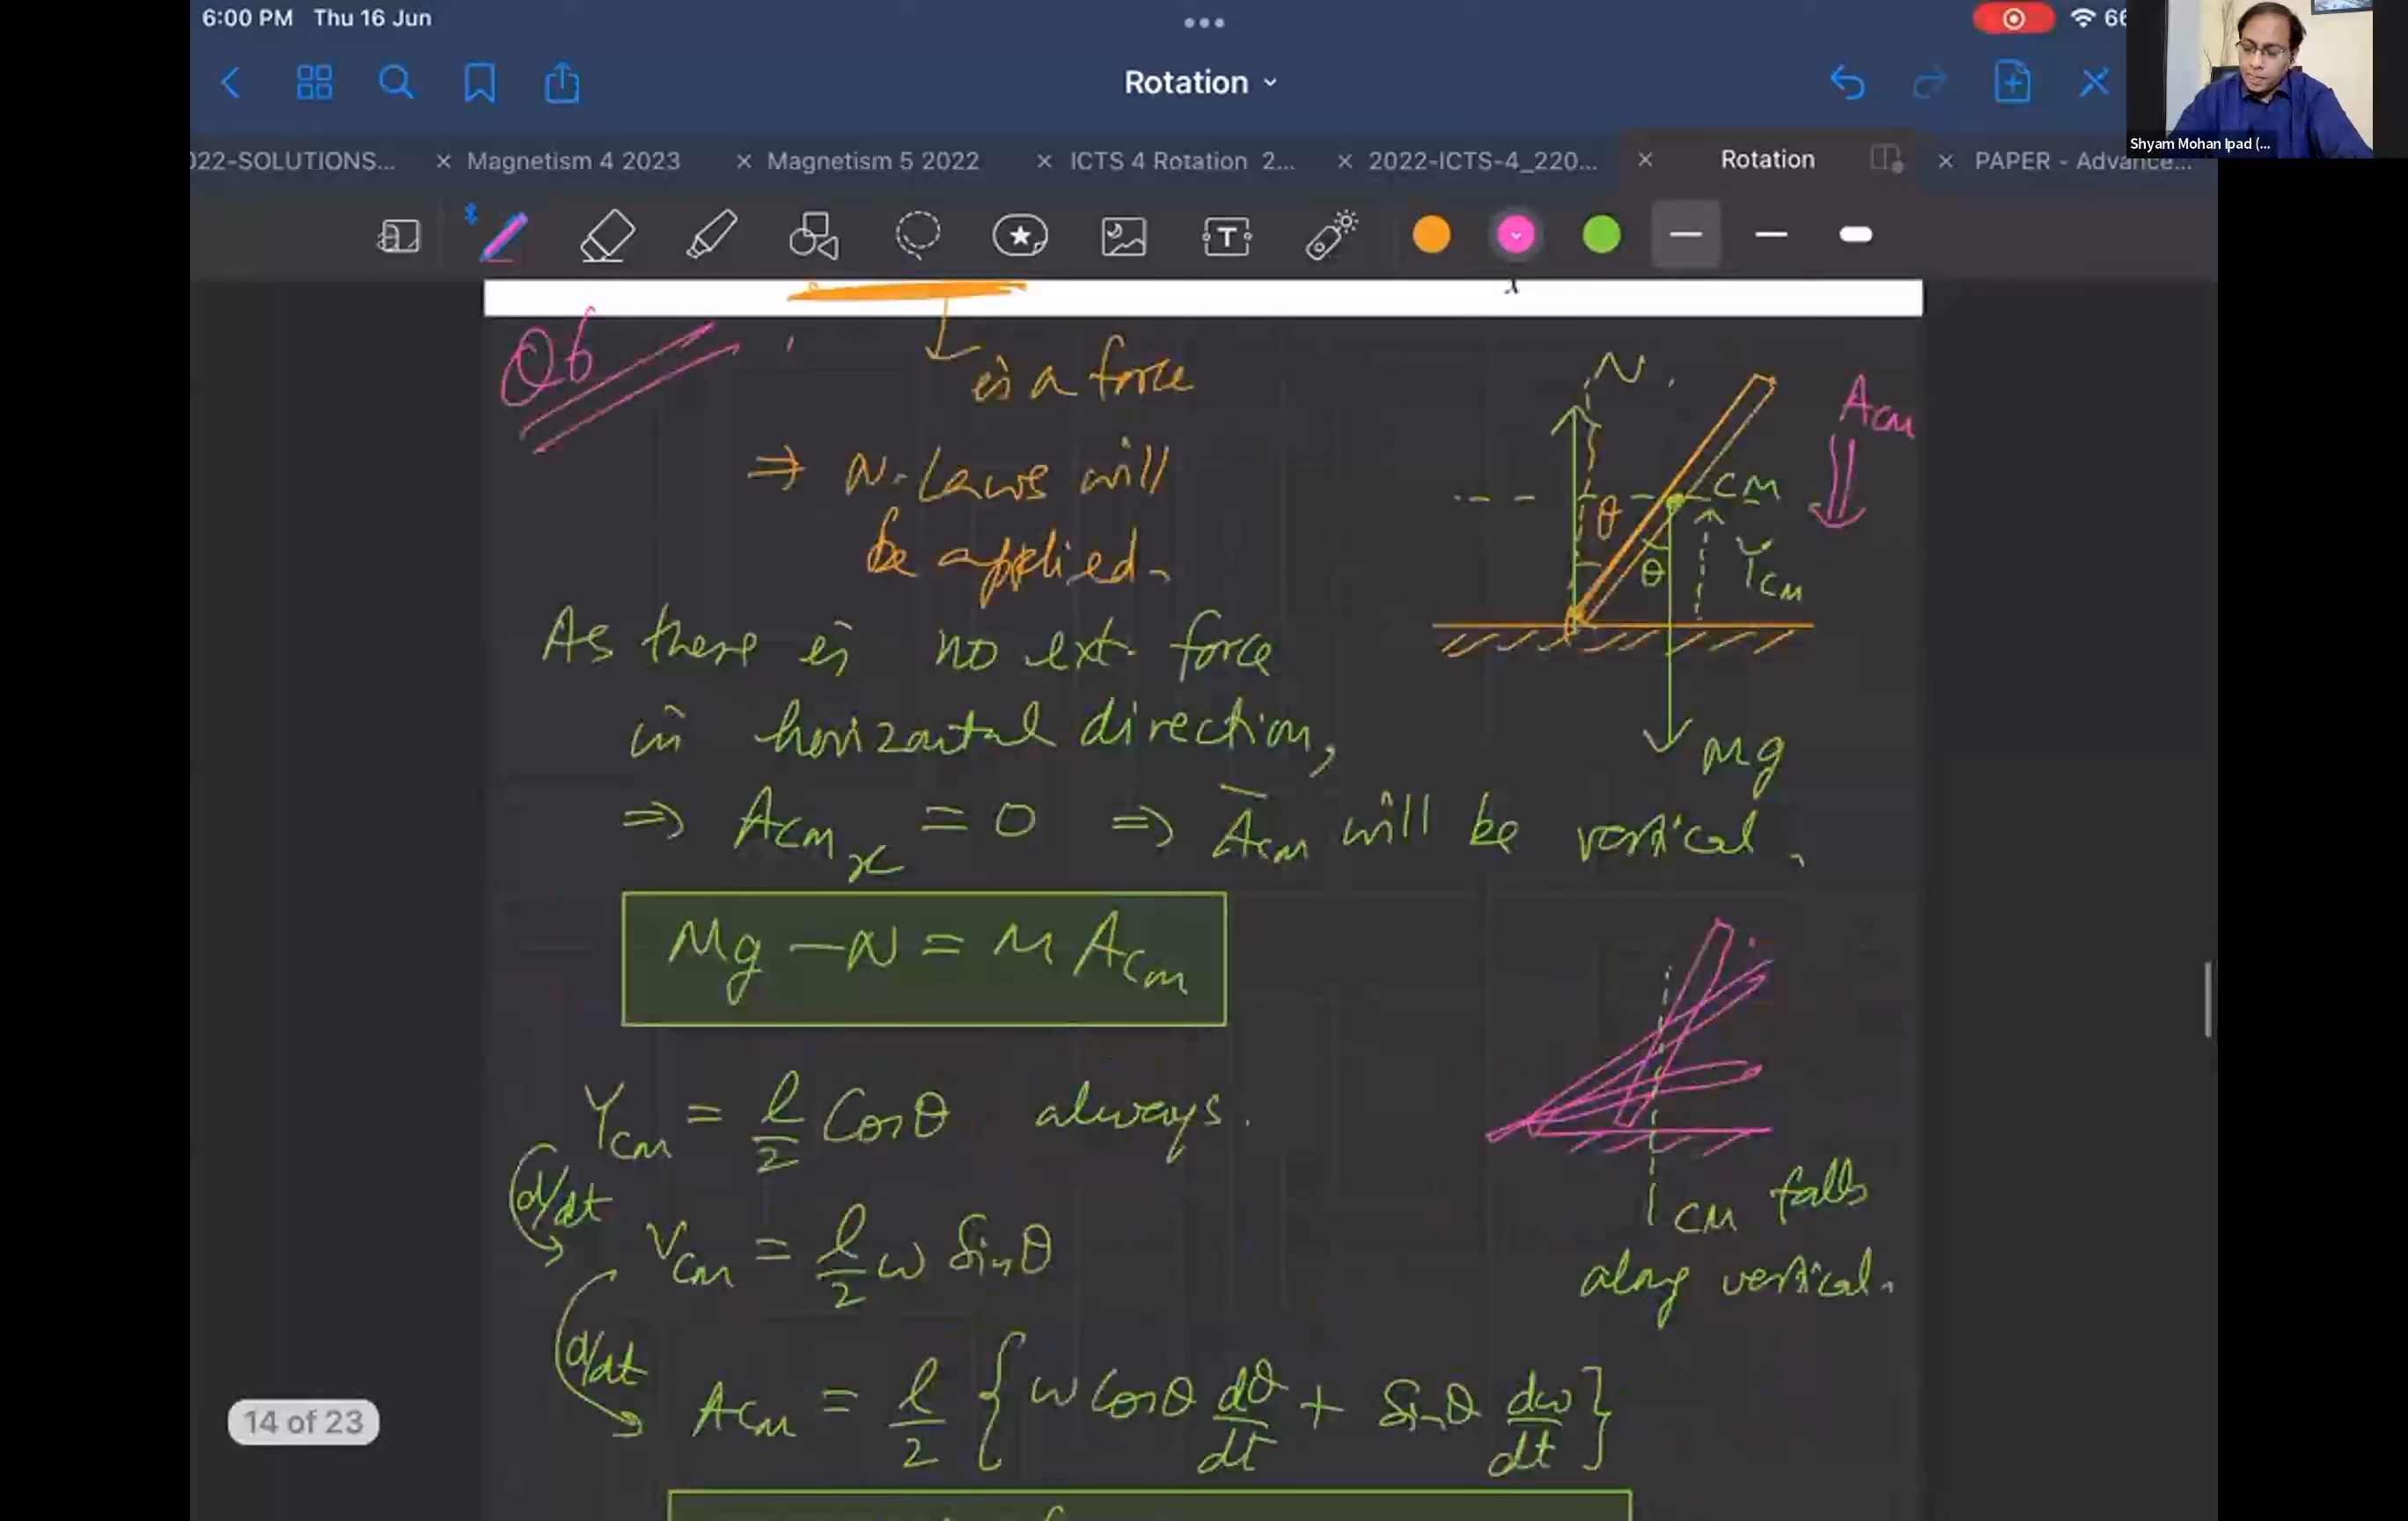 6:00 PM Thu 16 Jun
66
Rotation
Shyam Mohan Ipad (...
022-SOLUTIONS...
Magnetism 4 2023
Magnetism 5 2022
ICTS 4 Rotation 2...
2022-ICTS-4_220...
Rotation
PAPER - Advance...
Q6
is a force
⇒ N-Laws will
be applied.
N
θ
CM
θ
YCM
Mg
ACM
As there is no ext. force
in horizontal direction,
⇒ ACMx = 0 ⇒ ACM will be vertical.
Mg - N = M ACM
YCM = l/2 Cosθ always.
d/dt
VCM = l/2 ω Sinθ
d/dt
ACM = l/2 { ω Cosθ dθ/dt + Sinθ dω/dt }
CM falls
along vertical.
14 of 23